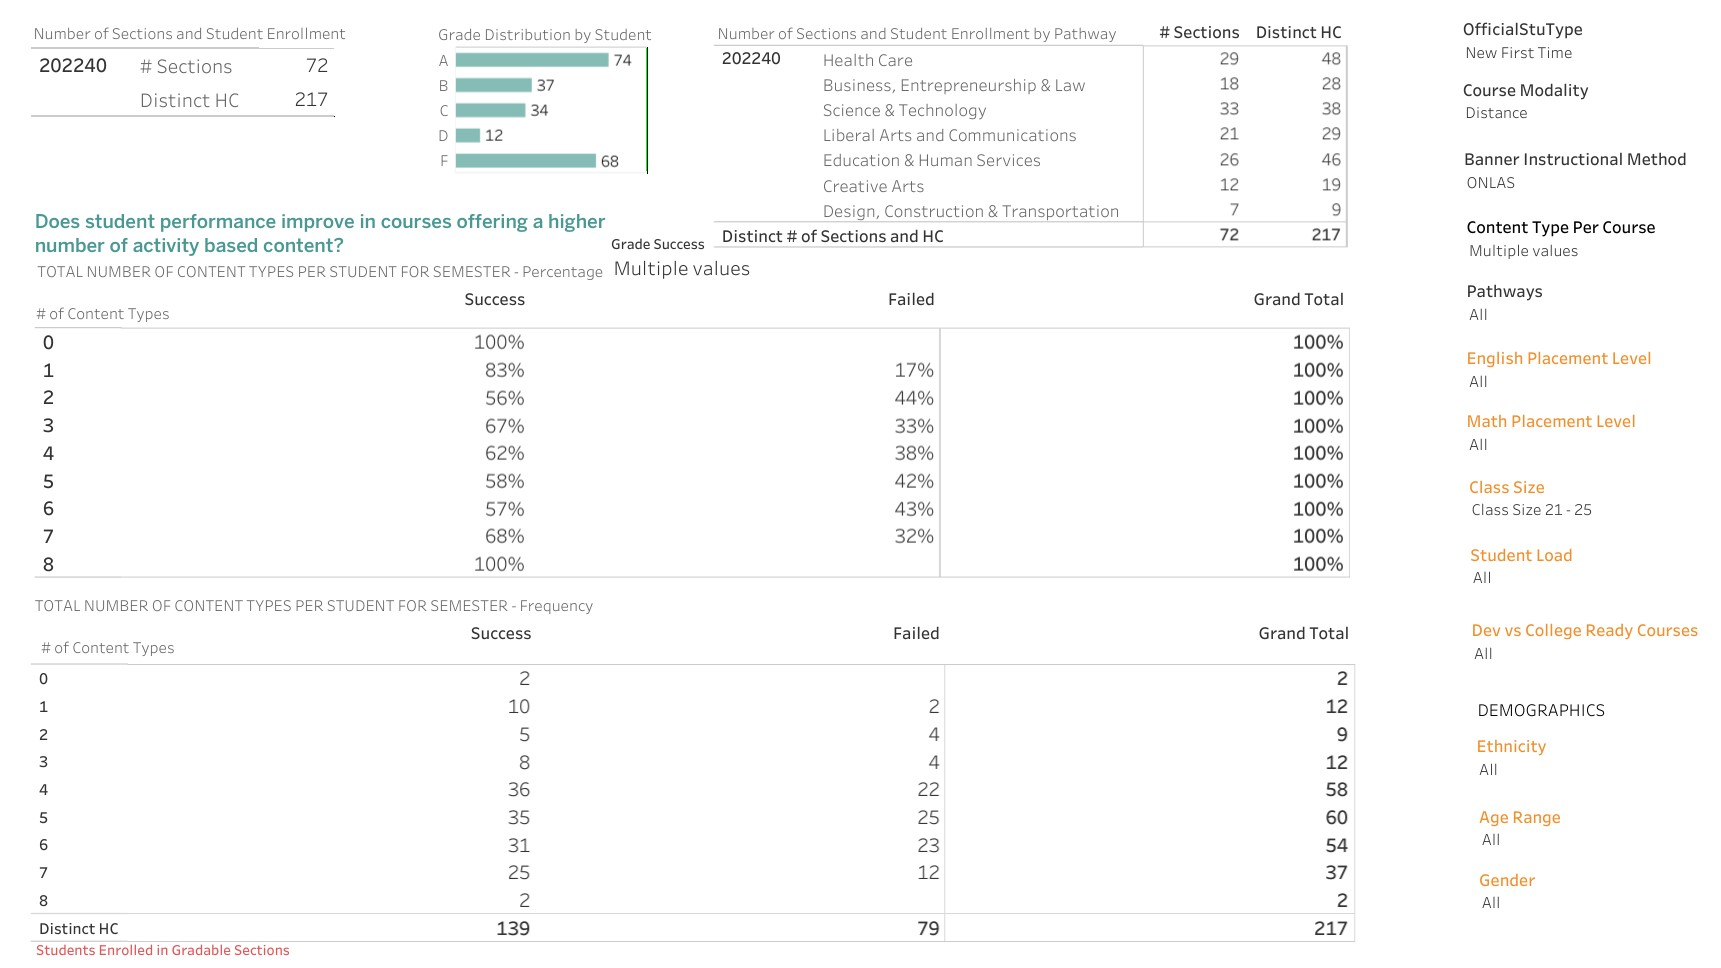 Number of Sections and Student Enrollment
202240 # Sections 72
Distinct HC 217
Grade Distribution by Student
A 74
B 37
C 34
D 12
F 68
Number of Sections and Student Enrollment by Pathway # Sections Distinct HC
202240 Health Care 29 48
Business, Entrepreneurship & Law 18 28
Science & Technology 33 38
Liberal Arts and Communications 21 29
Education & Human Services 26 46
Creative Arts 12 19
Design, Construction & Transportation 7 9
Distinct # of Sections and HC 72 217
Does student performance improve in courses offering a higher
number of activity based content?
Grade Success
Multiple values
TOTAL NUMBER OF CONTENT TYPES PER STUDENT FOR SEMESTER - Percentage
# of Content Types Success Failed Grand Total
0 100% 100%
1 83% 17% 100%
2 56% 44% 100%
3 67% 33% 100%
4 62% 38% 100%
5 58% 42% 100%
6 57% 43% 100%
7 68% 32% 100%
8 100% 100%
TOTAL NUMBER OF CONTENT TYPES PER STUDENT FOR SEMESTER - Frequency
# of Content Types Success Failed Grand Total
0 2 2
1 10 2 12
2 5 4 9
3 8 4 12
4 36 22 58
5 35 25 60
6 31 23 54
7 25 12 37
8 2 2
Distinct HC 139 79 217
Students Enrolled in Gradable Sections
OfficialStuType
New First Time
Course Modality
Distance
Banner Instructional Method
ONLAS
Content Type Per Course
Multiple values
Pathways
All
English Placement Level
All
Math Placement Level
All
Class Size
Class Size 21 - 25
Student Load
All
Dev vs College Ready Courses
All
DEMOGRAPHICS
Ethnicity
All
Age Range
All
Gender
All